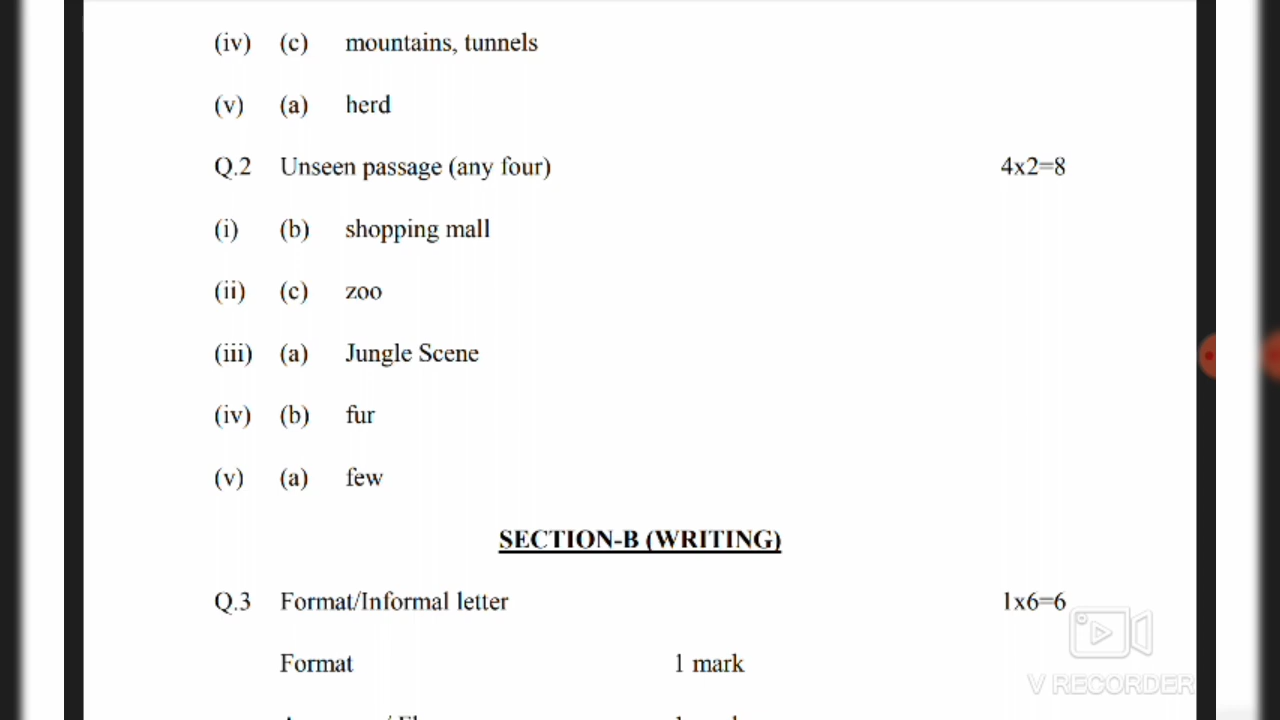 (iv) (c) mountains, tunnels
(v) (a) herd
Q.2 Unseen passage (any four) 4x2=8
(i) (b) shopping mall
(ii) (c) zoo
(iii) (a) Jungle Scene
(iv) (b) fur
(v) (a) few
SECTION-B (WRITING)
Q.3 Format/Informal letter 1x6=6
Format 1 mark
V RECORDER